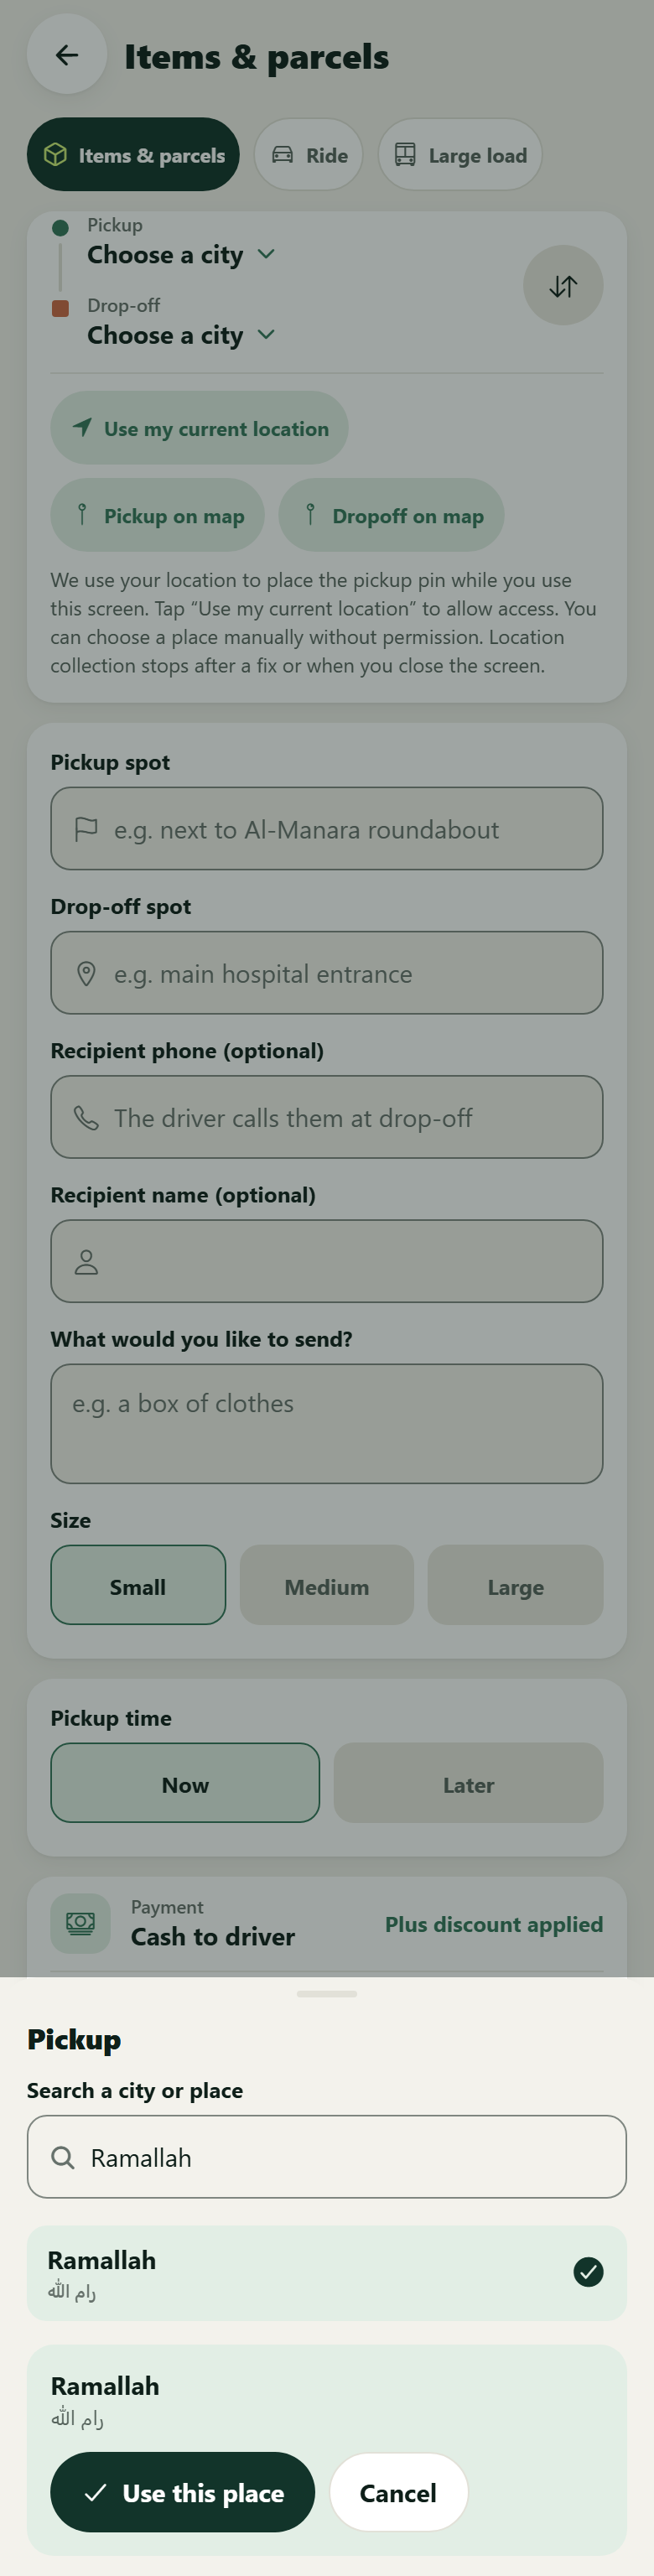 Items & parcels
Items & parcels
Ride
Large load
Pickup
Choose a city
Drop-off
Choose a city
Use my current location
Pickup on map
Dropoff on map
We use your location to place the pickup pin while you use
this screen. Tap “Use my current location” to allow access. You
can choose a place manually without permission. Location
collection stops after a fix or when you close the screen.
Pickup spot
e.g. next to Al-Manara roundabout
Drop-off spot
e.g. main hospital entrance
Recipient phone (optional)
The driver calls them at drop-off
Recipient name (optional)
What would you like to send?
e.g. a box of clothes
Size
Small
Medium
Large
Pickup time
Now
Later
Payment
Cash to driver
Plus discount applied
Pickup
Search a city or place
Ramallah
Ramallah
رام الله
Ramallah
رام الله
Use this place
Cancel